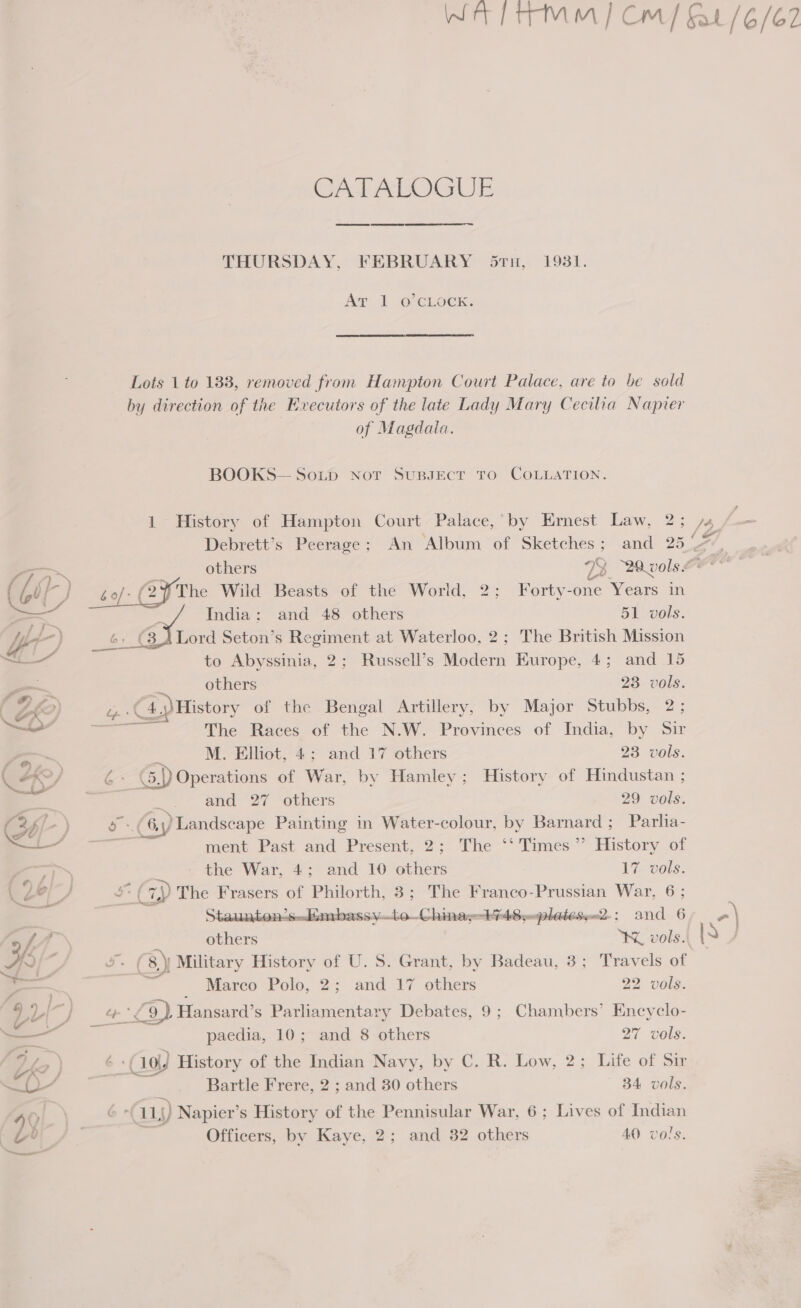 WA / HMM / CM / Sal / 6/62
CATALOGUE
THURSDAY, FEBRUARY 5TH, 1931.
AT 1 O'CLOCK.
Lots 1 to 133, removed from Hampton Court Palace, are to be sold
by direction of the Executors of the late Lady Mary Cecilia Napier
of Magdala.
BOOKS—SOLD NOT SUBJECT TO COLLATION.
1 History of Hampton Court Palace, by Ernest Law, 2;
Debrett's Peerage; An Album of Sketches; and 25
others vols.
60/- 2 The Wild Beasts of the World, 2; Forty-one Years in
India: and 48 others 51 vols.
6. 3 Lord Seton's Regiment at Waterloo, 2; The British Mission
to Abyssinia, 2; Russell's Modern Europe, 4; and 15
others 23 vols.
4 History of the Bengal Artillery, by Major Stubbs, 2;
The Races of the N.W. Provinces of India, by Sir
M. Elliot, 4; and 17 others 23 vols.
6 - 5 Operations of War, by Hamley; History of Hindustan;
and 27 others 29 vols.
36/- 5 - 6 Landscape Painting in Water-colour, by Barnard; Parlia-
ment Past and Present, 2; The "Times" History of
the War, 4; and 10 others 17 vols.
5 - 7 The Frasers of Philorth, 3; The Franco-Prussian War, 6;
Staunton's Embassy to China, 1748, plates, 2; and 6
others vols.
5 - 8 Military History of U. S. Grant, by Badeau, 3; Travels of
Marco Polo, 2; and 17 others 22 vols.
9 Hansard's Parliamentary Debates, 9; Chambers' Encyclo-
paedia, 10; and 8 others 27 vols.
6 - 10 History of the Indian Navy, by C. R. Low, 2; Life of Sir
Bartle Frere, 2; and 30 others 34 vols.
6 - 11 Napier's History of the Pennisular War, 6; Lives of Indian
Officers, by Kaye, 2; and 32 others 40 vols.